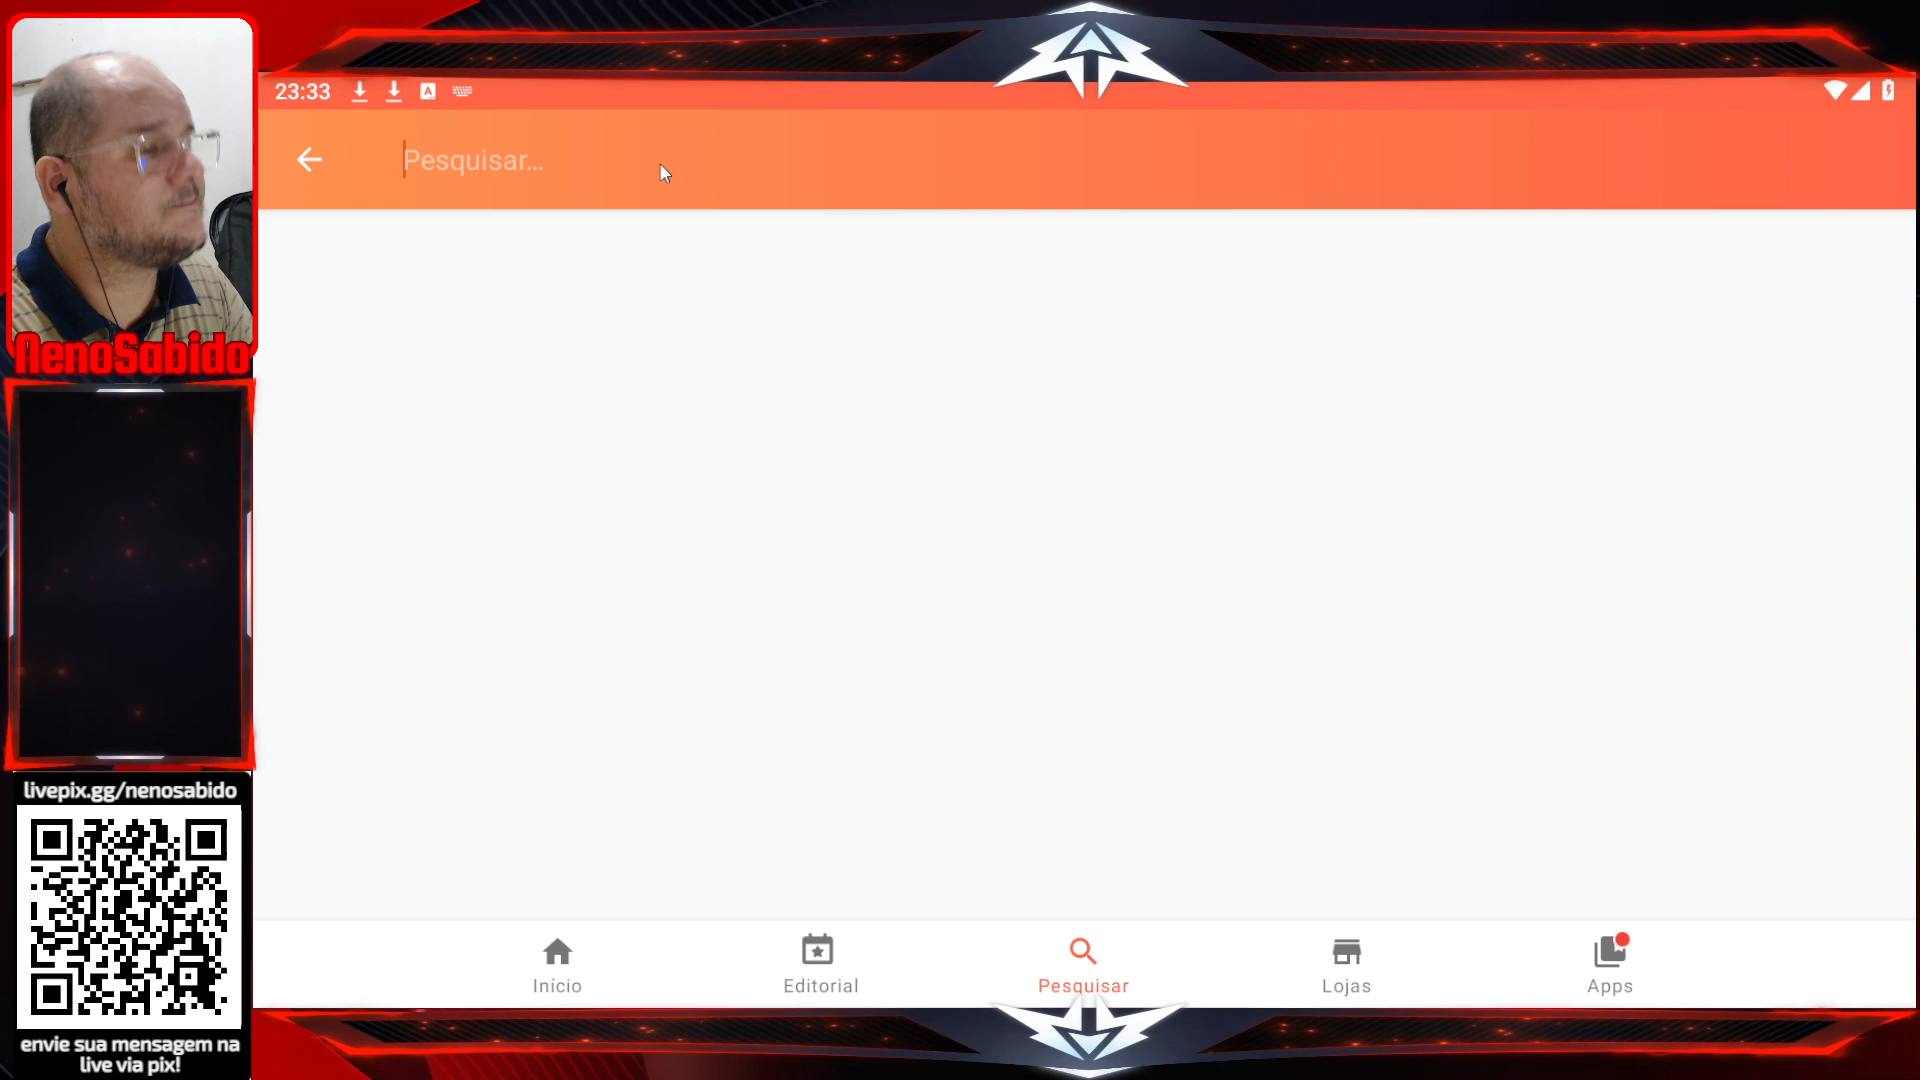 23:33
A
Pesquisar...
NenoSabido
livepix.gg/nenosabido
envie sua mensagem na
live via pix!
Início
Editorial
Pesquisar
Lojas
Apps